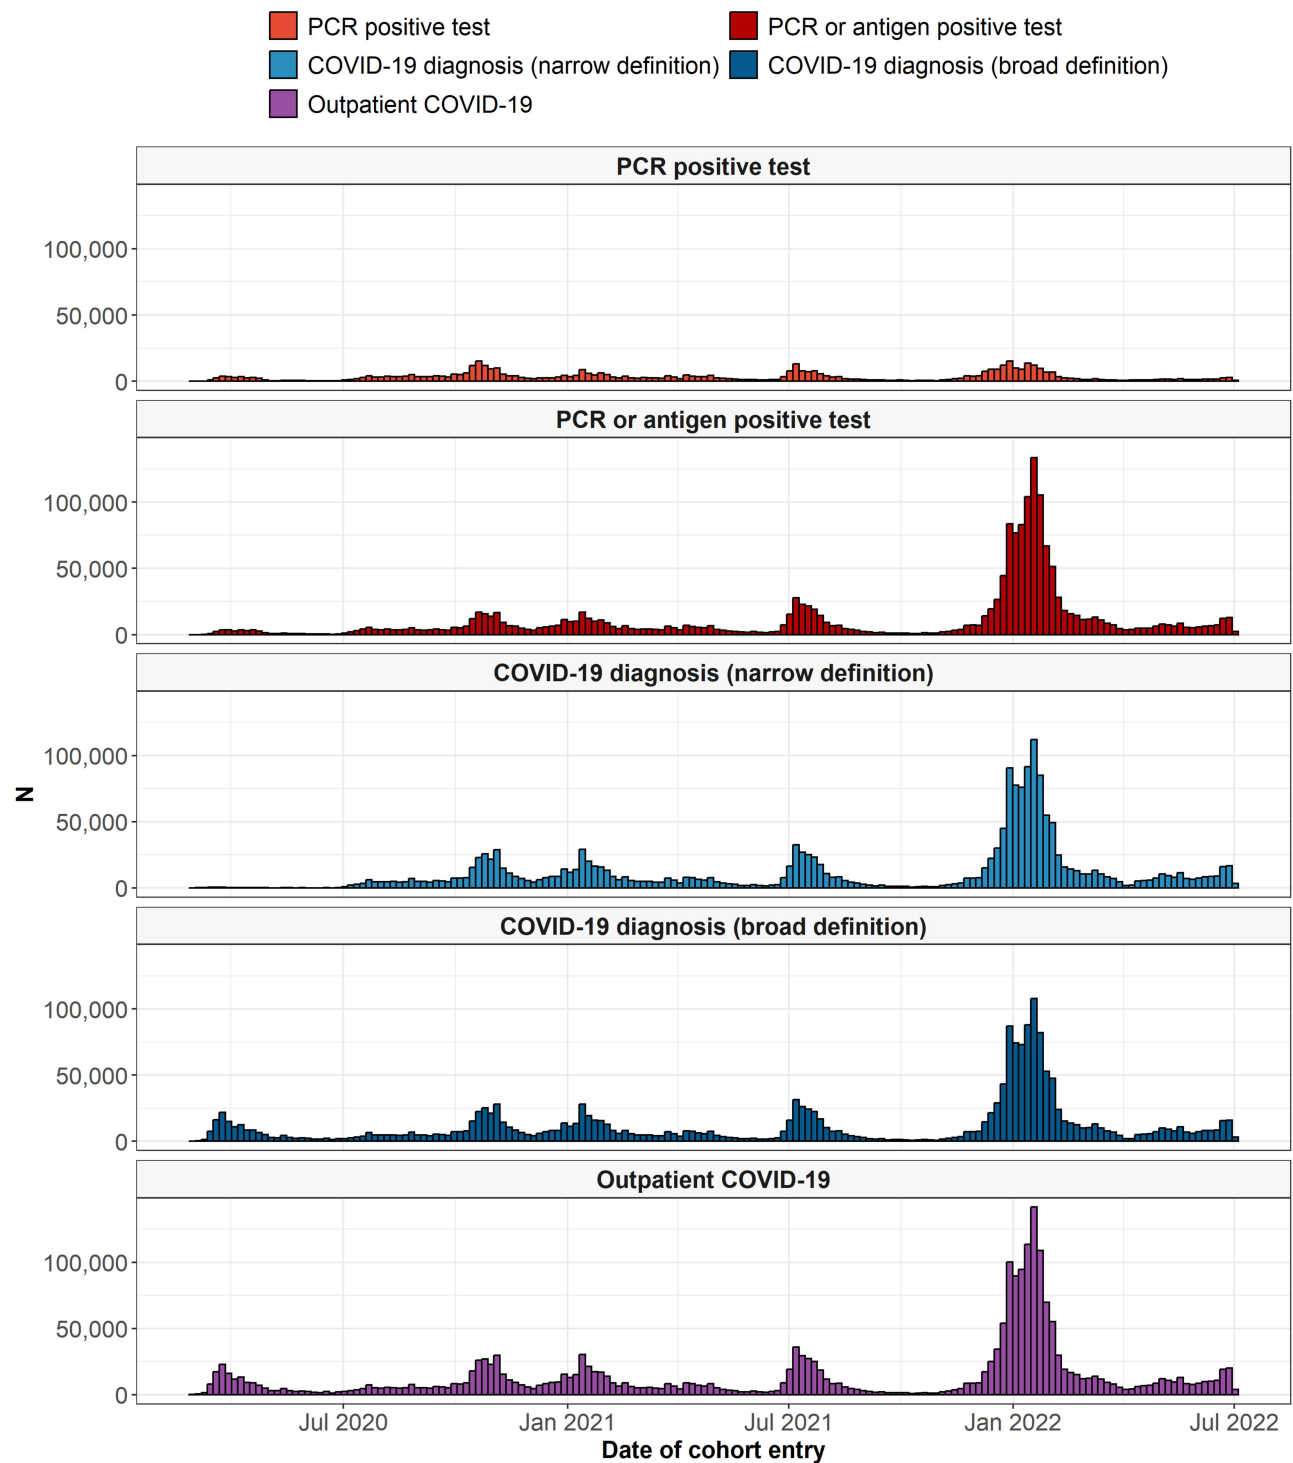 PCR positive test
PCR or antigen positive test
COVID-19 diagnosis (narrow definition)
COVID-19 diagnosis (broad definition)
Outpatient COVID-19
PCR positive test
100,000
50,000
0
PCR or antigen positive test
100,000
50,000
0
COVID-19 diagnosis (narrow definition)
100,000
50,000
0
N
COVID-19 diagnosis (broad definition)
100,000
50,000
0
Outpatient COVID-19
100,000
50,000
0
Jul 2020
Jan 2021
Jul 2021
Jan 2022
Jul 2022
Date of cohort entry